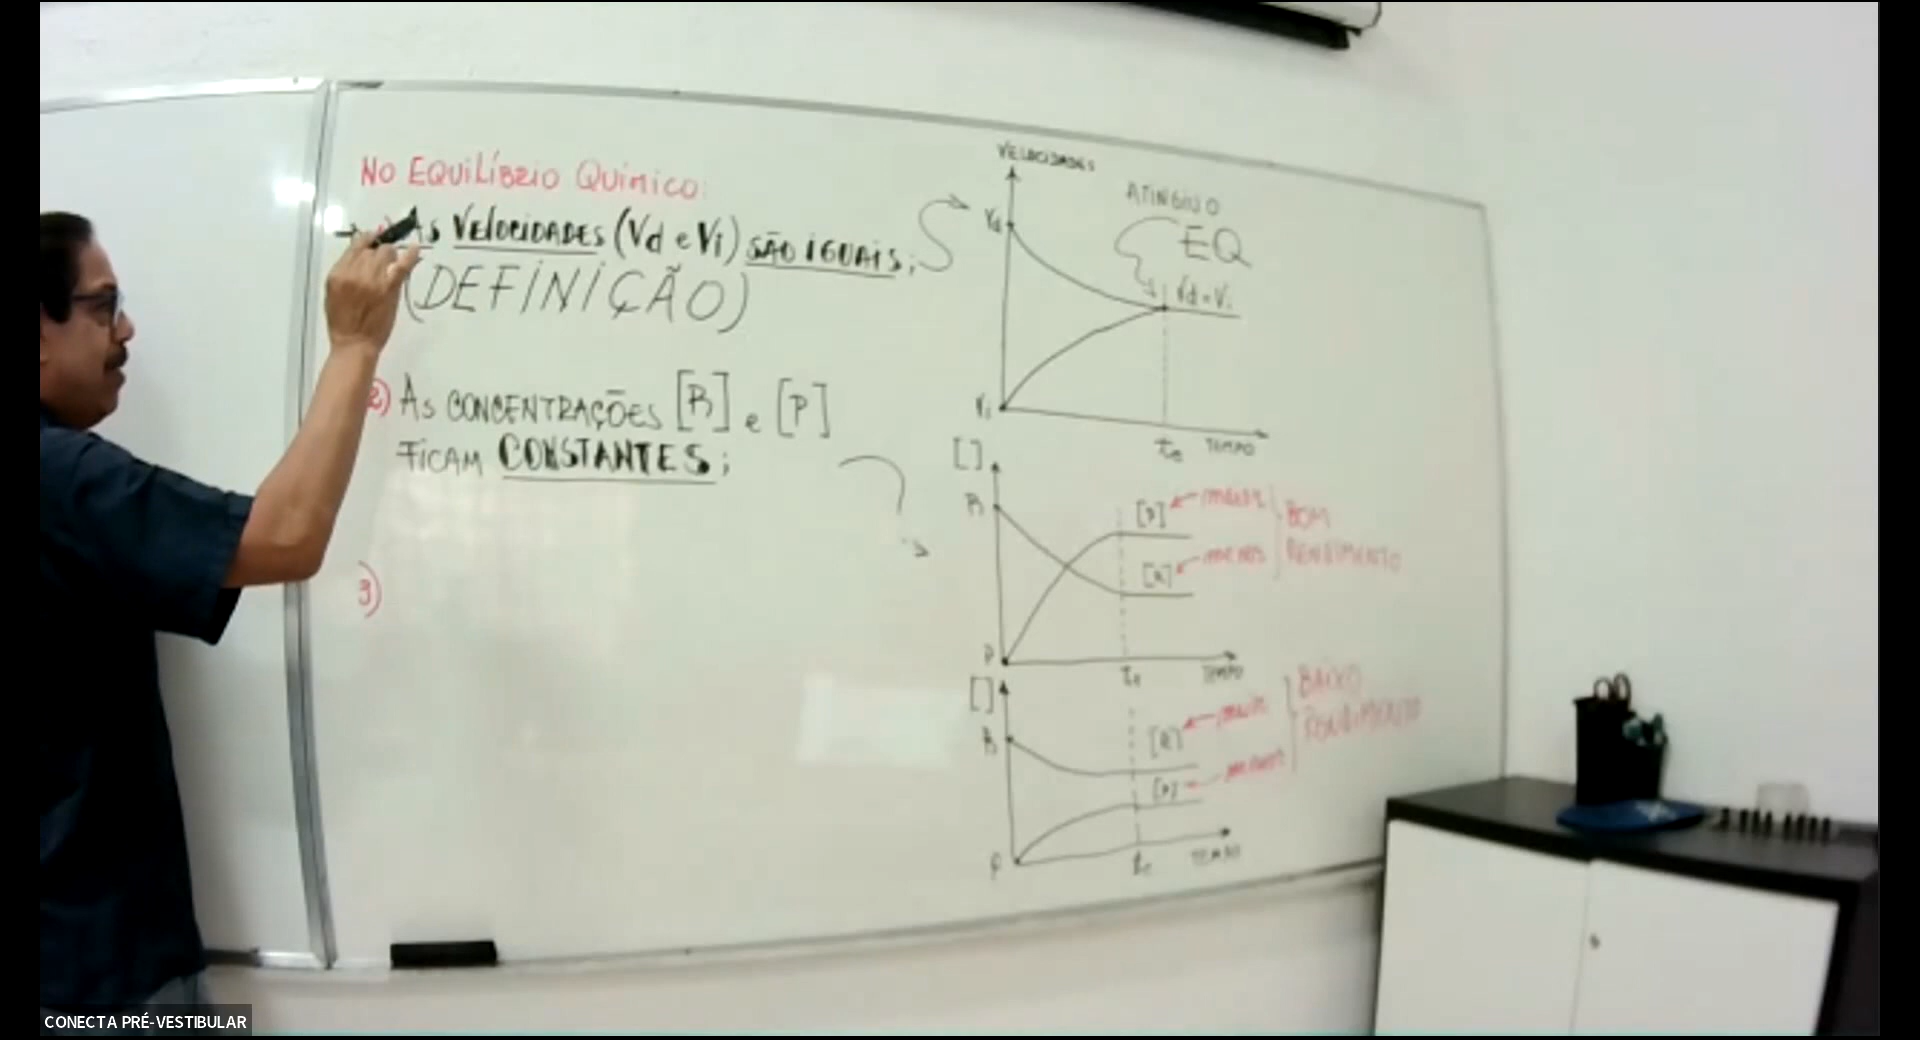 No EQUILÍBRIO QUÍMICO:
→ As VELOCIDADES (Vd e Vi) SÃO IGUAIS;
(DEFINIÇÃO)
2) As CONCENTRAÇÕES [R] e [P]
FICAM CONSTANTES;
3)
VELOCIDADES
ATINGIDO
EQ
Vd
Vd = Vi
Vi
te
TEMPO
[ ]
R
[P] ← maior
BOM
RENDIMENTO
[R] ← menor
P
te
TEMPO
[ ]
R
[R] ← maior
BAIXO
RENDIMENTO
[P] ← menor
P
te
TEMPO
CONECTA PRÉ-VESTIBULAR